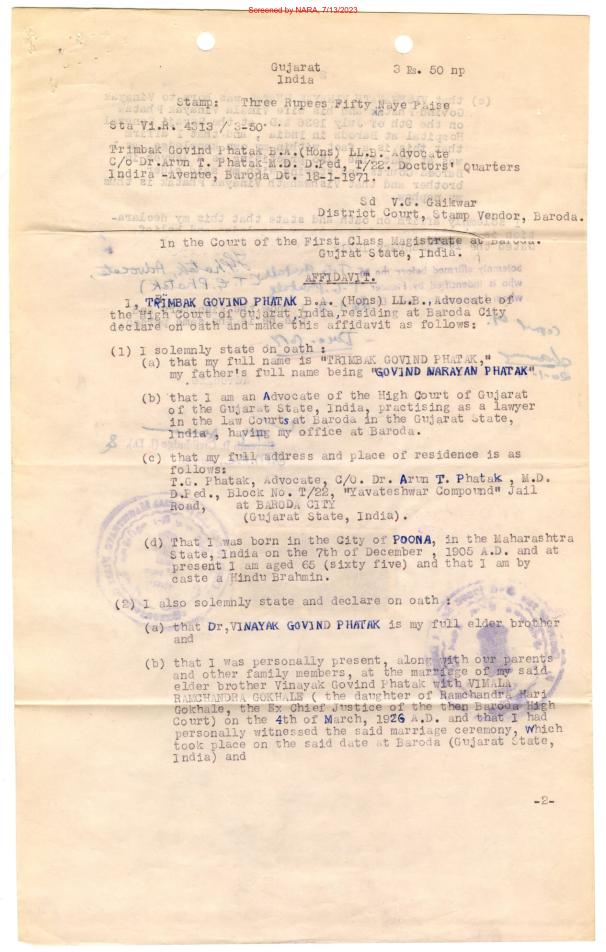 Screened by NARA, 7/13/2023
Gujarat 3 Rs. 50 np
India
Stamp: Three Rupees Fifty Naye Paise
Sta Vi.R. 4313 / 3-50
Trimbak Govind Phatak B.A.(Hons) LL.B. Advocate
C/o Dr.Arun T. Phatak M.D. D.Ped, T/22. Doctors' Quarters
Indira -Avenue, Baroda Dt. 18-1-1971.
Sd V.G. Gaikwar
District Court, Stamp Vendor, Baroda.
In the Court of the First Class Magistrate at Baroda.
Gujrat State, India.
AFFIDAVIT.
I, TRIMBAK GOVIND PHATAK B.A. (Hons) LL.B., Advocate of
the High Court of Gujarat,India,residing at Baroda City
declare on oath and make this affidavit as follows:
(1) I solemnly state on oath :
(a) that my full name is "TRIMBAK GOVIND PHATAK,"
my father's full name being "GOVIND NARAYAN PHATAK"
(b) that I am an Advocate of the High Court of Gujarat
of the Gujarat State, India, practising as a lawyer
in the law Courts at Baroda in the Gujarat State,
India , having my office at Baroda.
(c) that my full address and place of residence is as
follows:
T.G. Phatak, Advocate, C/O. Dr. Arun T. Phatak , M.D.
D.Ped., Block No. T/22, "Yavateshwar Compound" Jail
Road, at BARODA CITY
(Gujarat State, India).
(d) That I was born in the City of POONA, in the Maharashtra
State, India on the 7th of December , 1905 A.D. and at
present I am aged 65 (sixty five) and that I am by
caste a Hindu Brahmin.
(2) I also solemnly state and declare on oath :
(a) that Dr,VINAYAK GOVIND PHATAK is my full elder brother
and
(b) that I was personally present, along with our parents
and other family members, at the marriage of my said
elder brother Vinayak Govind Phatak with VIMALA
RAMCHANDRA GOKHALE ( the daughter of Ramchandra Hari
Gokhale, the Ex Chief Justice of the then Baroda High
Court) on the 4th of March, 1926 A.D. and that I had
personally witnessed the said marriage ceremony, Which
took place on the said date at Baroda (Gujarat State,
India) and
-2-